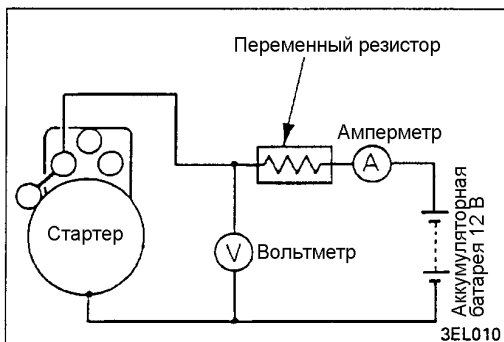 Переменный резистор
Амперметр
A
Стартер
V
Вольтметр
Аккумуляторная
батарея 12 В
3EL010